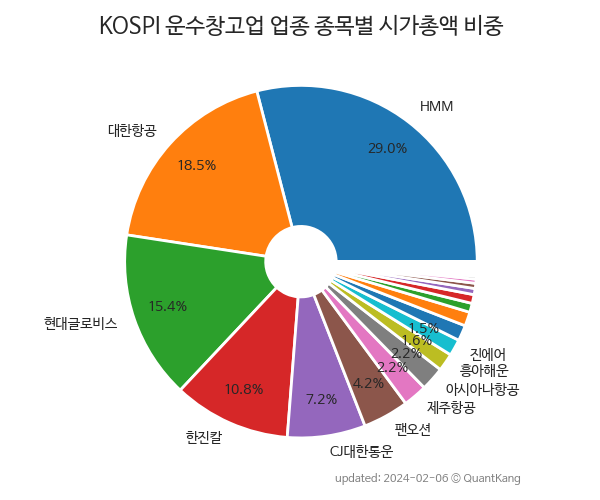 KOSPI 운수창고업 업종 종목별 시가총액 비중
HMM
29.0%
대한항공
18.5%
현대글로비스
15.4%
한진칼
10.8%
CJ대한통운
7.2%
팬오션
4.2%
제주항공
2.2%
아시아나항공
2.2%
흥아해운
1.6%
진에어
1.5%
updated: 2024-02-06 © QuantKang